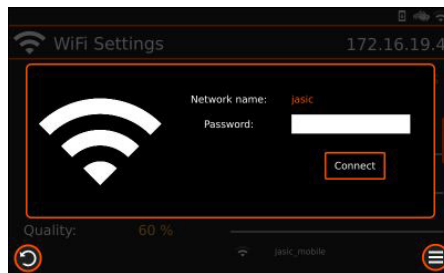 WiFi Settings
172.16.19.4
Network name: jasic
Password:
Connect
Quality: 60 %
jasic_mobile